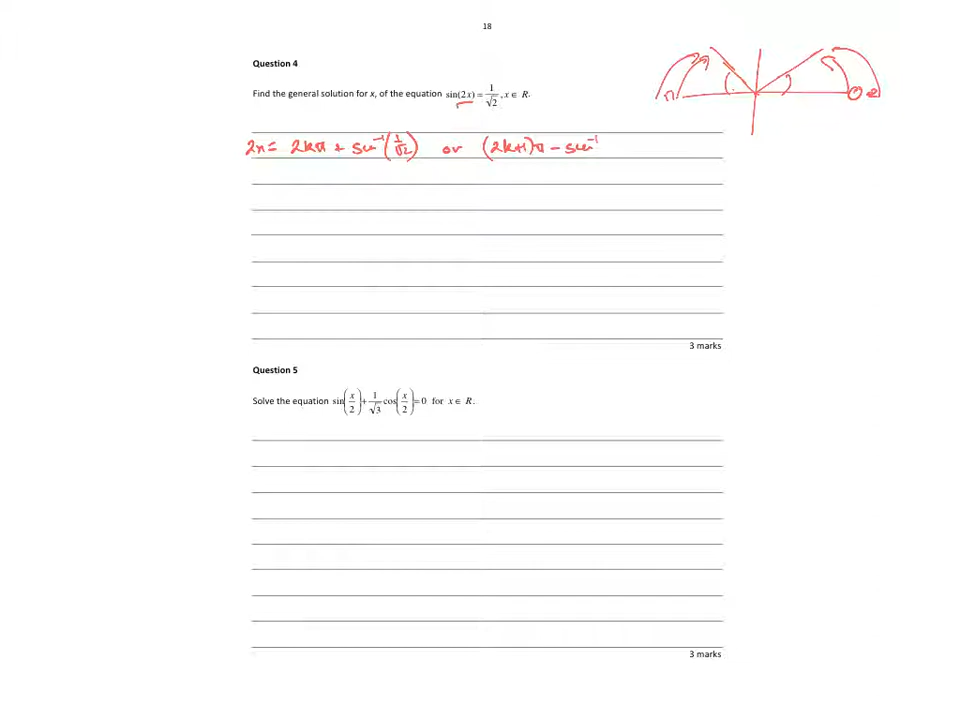 18
Question 4
Find the general solution for x, of the equation sin(2x) = 1/√2, x ∈ R.
2x = 2kπ + sin⁻¹(1/√2) or (2k+1)π - sin⁻¹
3 marks
Question 5
Solve the equation sin(x/2) + 1/√3 cos(x/2) = 0 for x ∈ R.
3 marks